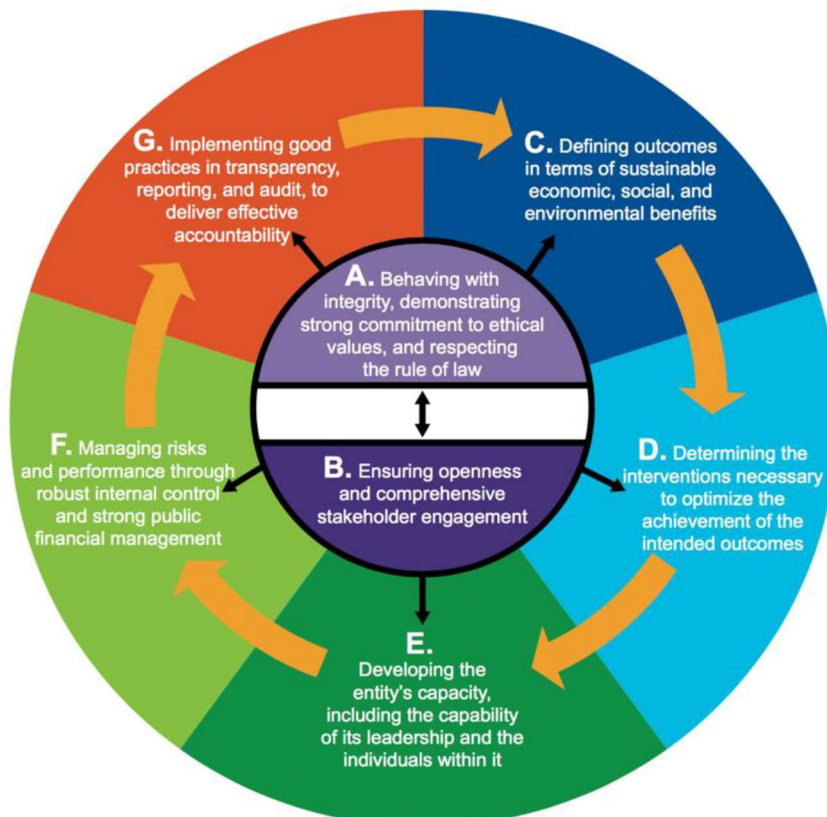 A. Behaving with
integrity, demonstrating
strong commitment to ethical
values, and respecting
the rule of law
B. Ensuring openness
and comprehensive
stakeholder engagement
C. Defining outcomes
in terms of sustainable
economic, social, and
environmental benefits
D. Determining the
interventions necessary
to optimize the
achievement of the
intended outcomes
E.
Developing the
entity's capacity,
including the capability
of its leadership and the
individuals within it
F. Managing risks
and performance through
robust internal control
and strong public
financial management
G. Implementing good
practices in transparency,
reporting, and audit, to
deliver effective
accountability